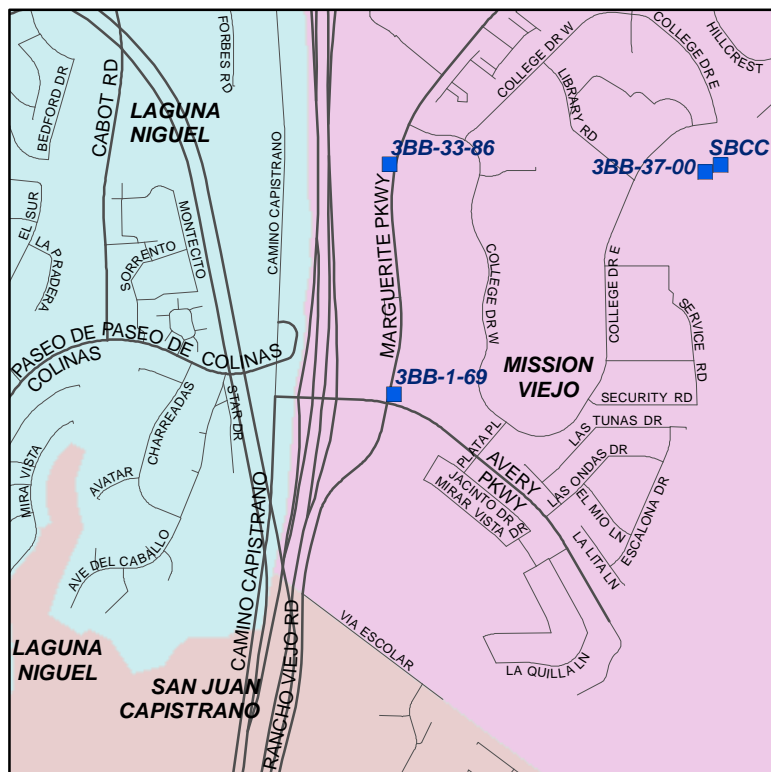 FORBES RD
COLLEGE DR W
COLLEGE DR E
HILLCREST
BEDFORD DR
CABOT RD
LAGUNA
NIGUEL
LIBRARY RD
CAMINO CAPISTRANO
3BB-33-86
SBCC
3BB-37-00
EL SUR
LA PRADERA
SORRENTO
MONTECITO
MARGUERITE PKWY
COLLEGE DR W
COLLEGE DR E
SERVICE RD
PASEO DE
COLINAS
PASEO DE COLINAS
MISSION
VIEJO
3BB-1-69
STAR DR
CHARREADAS
SECURITY RD
LAS TUNAS DR
PLATA PL
AVERY
PKWY
LAS ONDAS DR
MIRA VISTA
AVATAR
JACINTO DR
MIRAR VISTA
DR
EL MIO LN
ESCALONA DR
LA LITA LN
AVE DEL CABALLO
CAMINO CAPISTRANO
RANCHO VIEJO RD
VIA ESCOLAR
LAGUNA
NIGUEL
SAN JUAN
CAPISTRANO
LA QUILLA LN